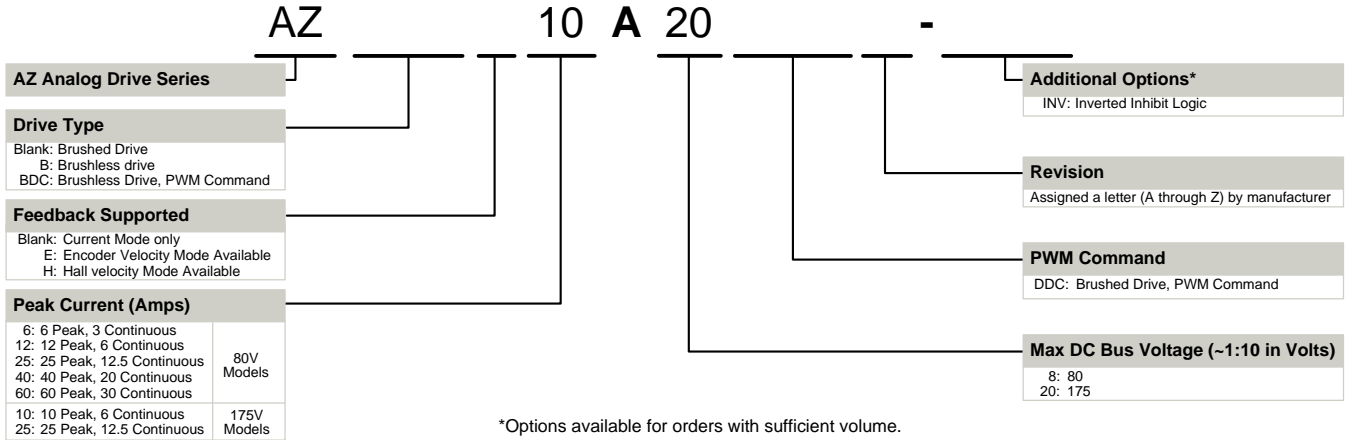 AZ 10 A 20 -
AZ Analog Drive Series
Drive Type
Blank: Brushed Drive
B: Brushless drive
BDC: Brushless Drive, PWM Command
Feedback Supported
Blank: Current Mode only
E: Encoder Velocity Mode Available
H: Hall velocity Mode Available
Peak Current (Amps)
6: 6 Peak, 3 Continuous
12: 12 Peak, 6 Continuous
25: 25 Peak, 12.5 Continuous
40: 40 Peak, 20 Continuous
60: 60 Peak, 30 Continuous
80V
Models
10: 10 Peak, 6 Continuous
25: 25 Peak, 12.5 Continuous
175V
Models
Additional Options*
INV: Inverted Inhibit Logic
Revision
Assigned a letter (A through Z) by manufacturer
PWM Command
DDC: Brushed Drive, PWM Command
Max DC Bus Voltage (~1:10 in Volts)
8: 80
20: 175
*Options available for orders with sufficient volume.